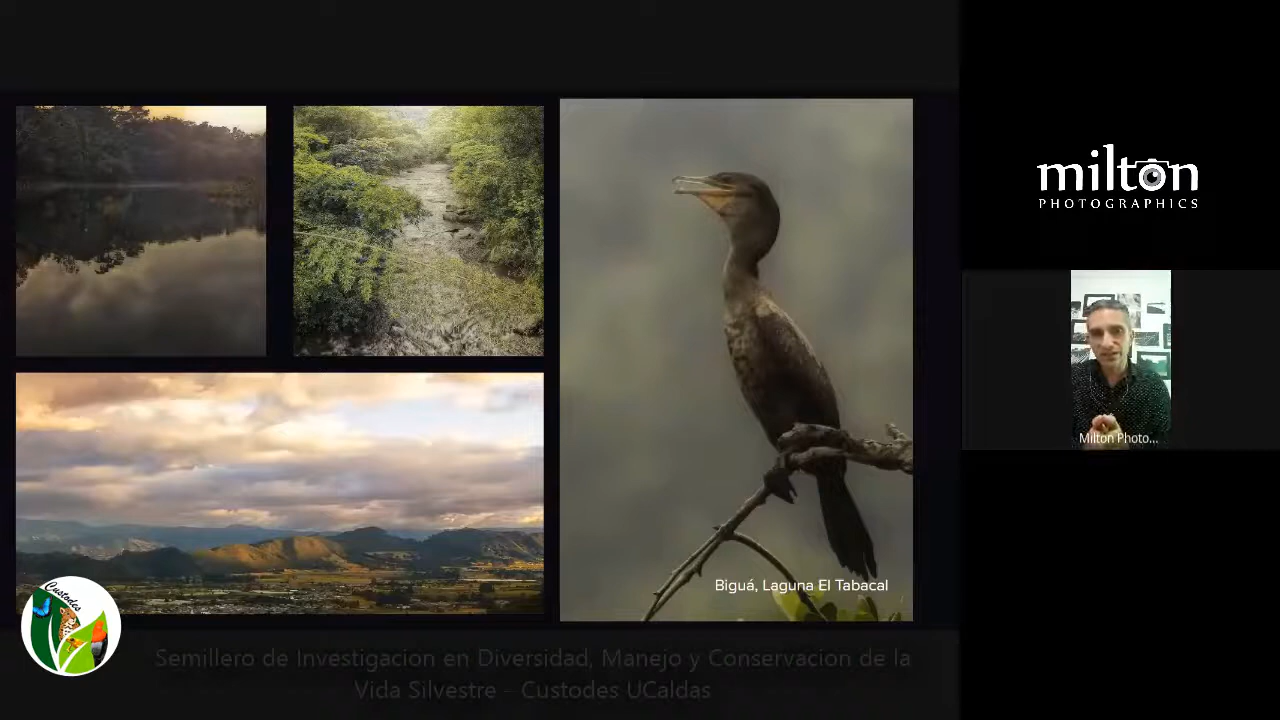 milton
PHOTOGRAPHICS
Milton Photo...
Biguá, Laguna El Tabacal
Custodes
Semillero de Investigacion en Diversidad, Manejo y Conservacion de la
Vida Silvestre - Custodes UCaldas